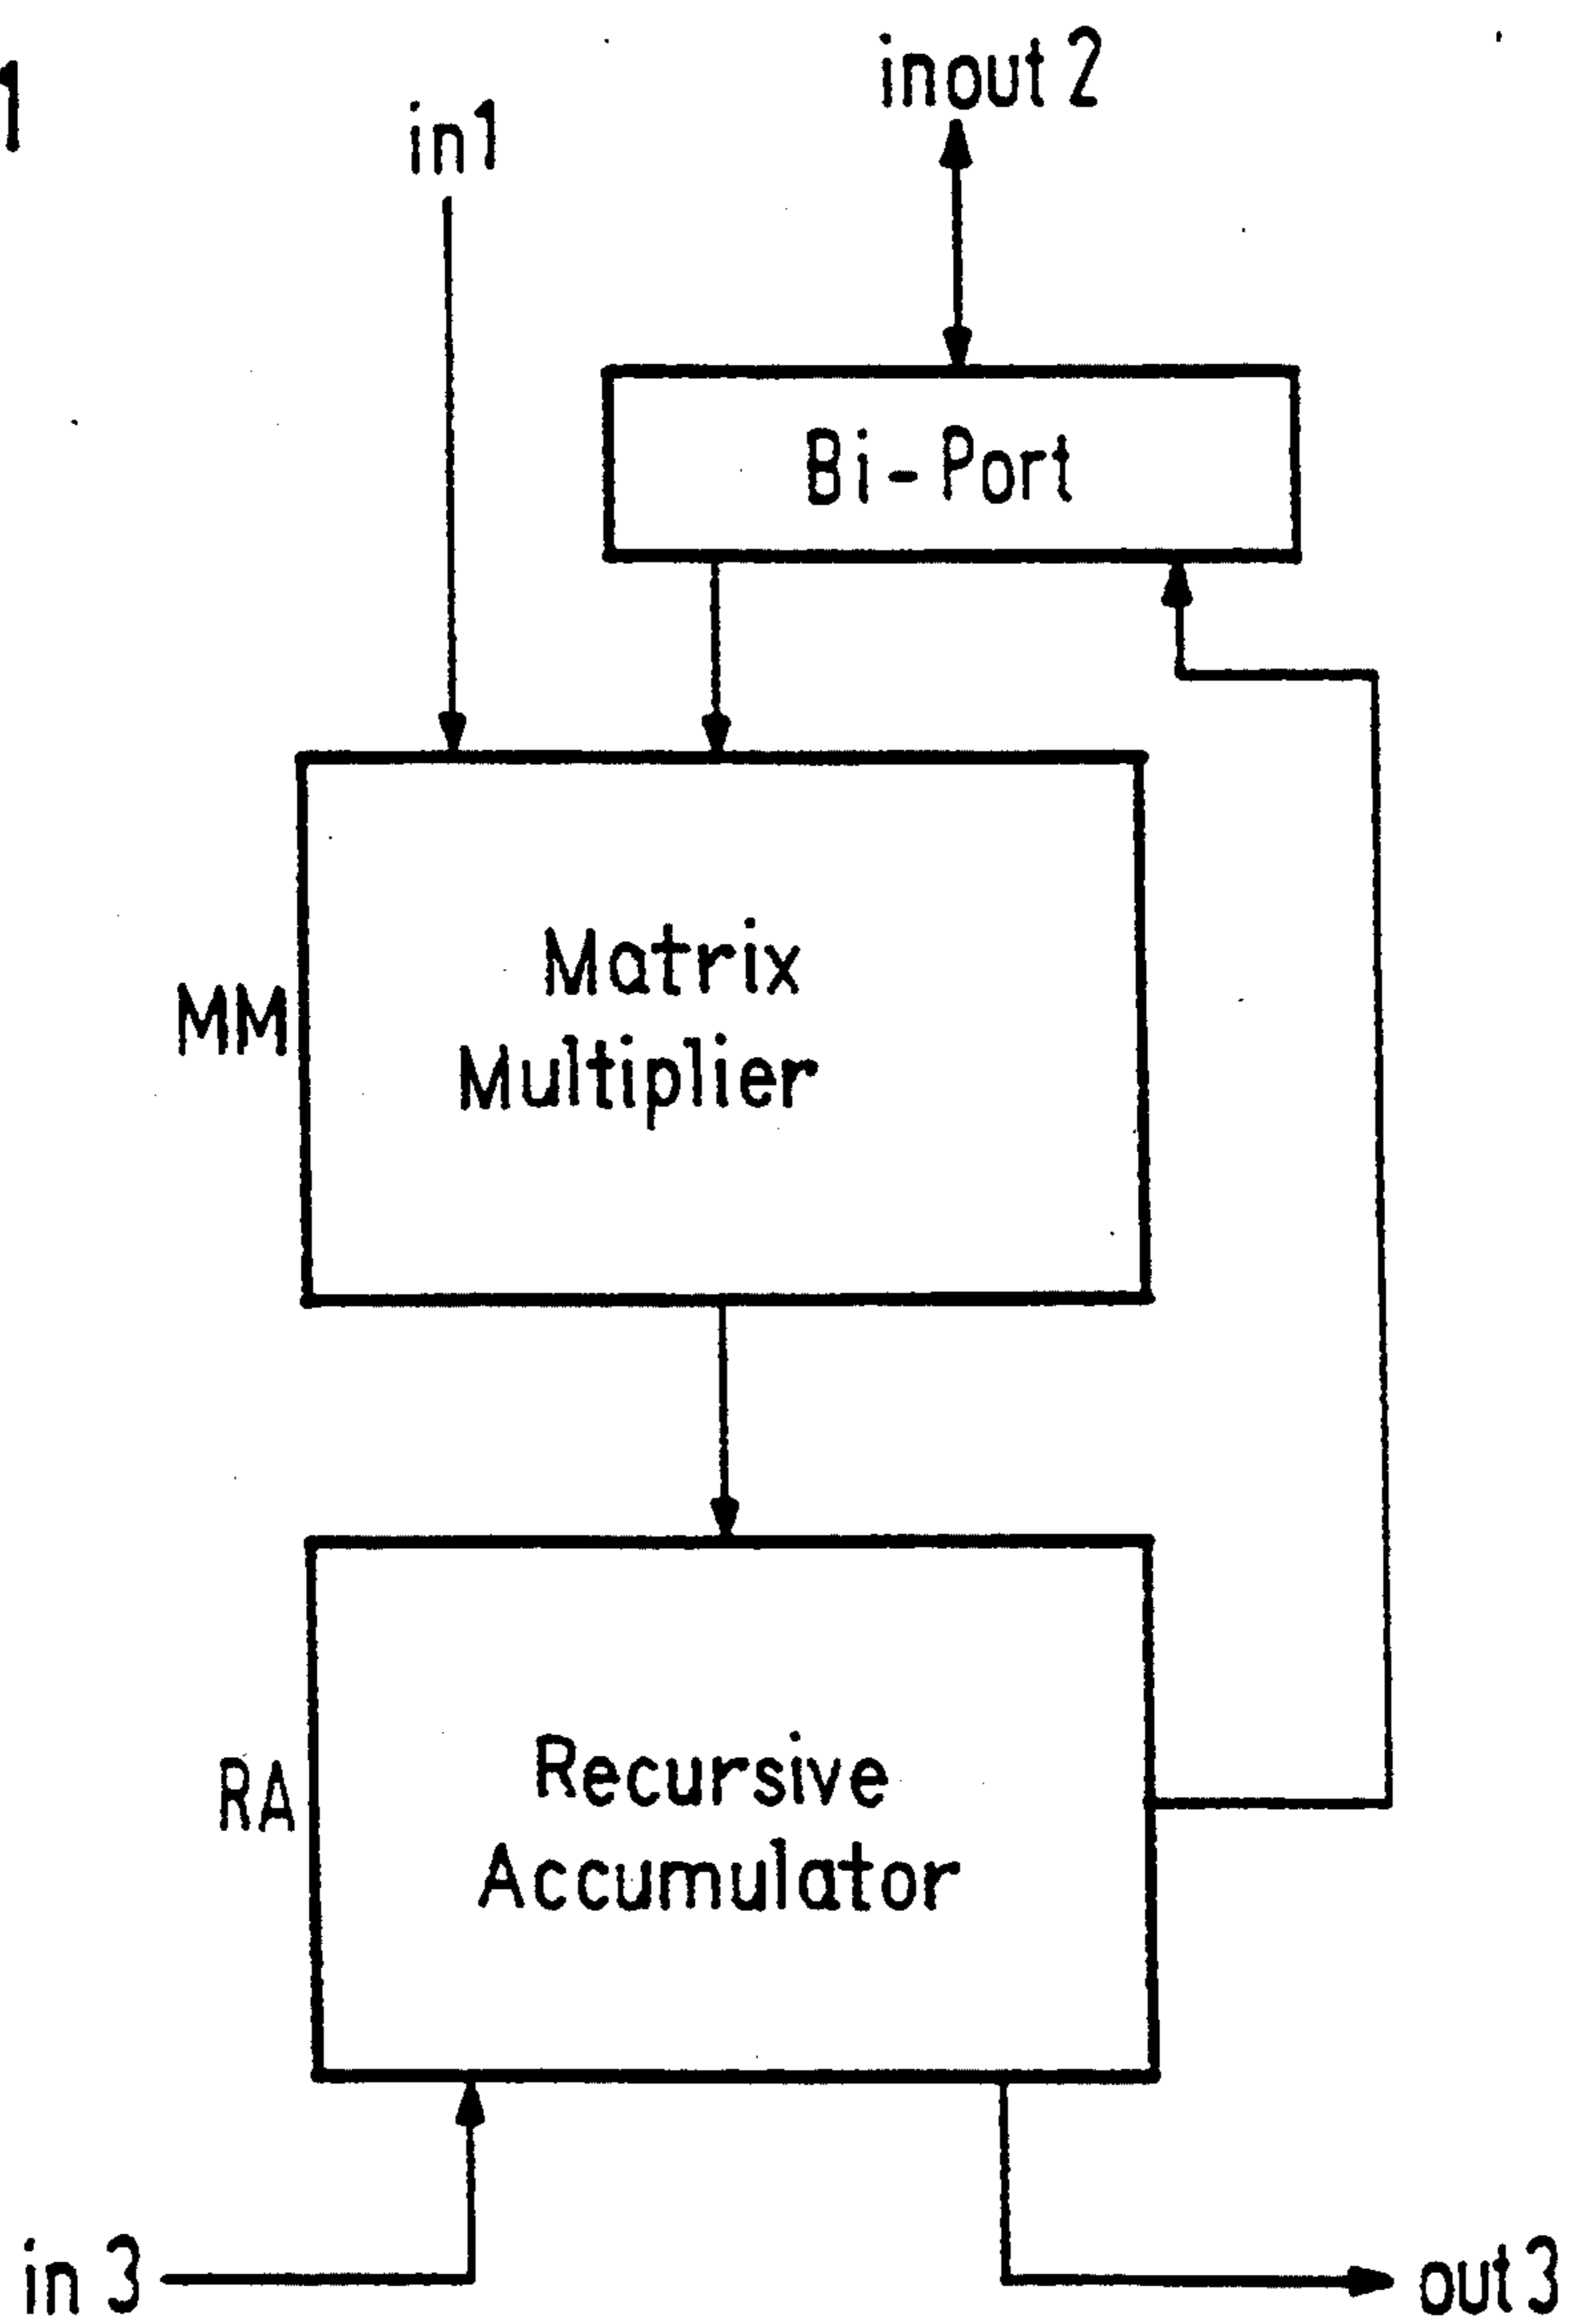 1
in1
inout 2
Bi-Port
Matrix
Multiplier
MM
Recursive
Accumulator
RA
in 3
out 3